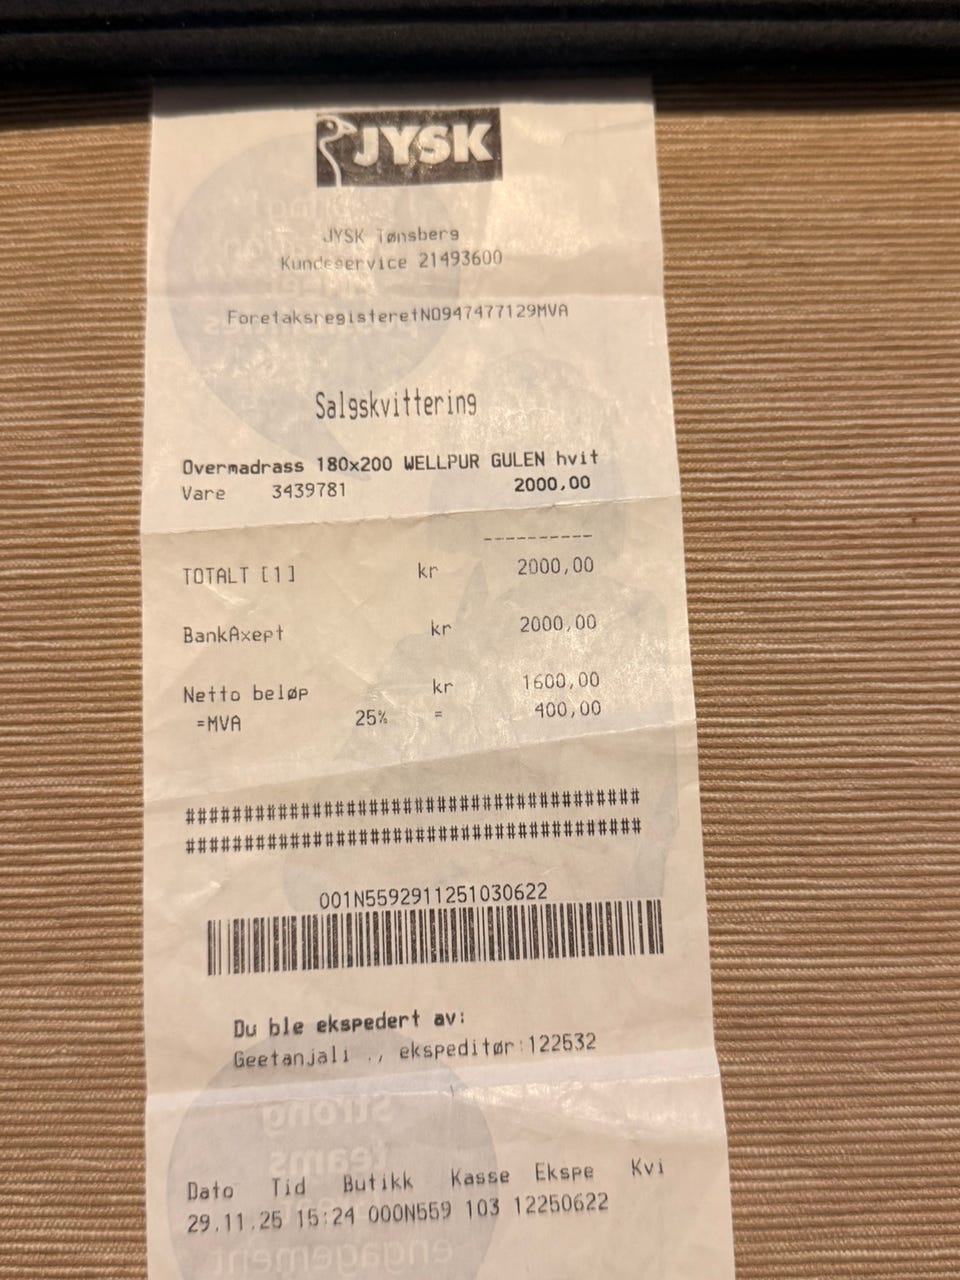 JYSK
JYSK Tønsberg
Kundeservice 21493600
ForetaksregisteretNO947477129MVA
Salgskvittering
Overmadrass 180x200 WELLPUR GULEN hvit
Vare 3439781 2000,00
----------
TOTALT [1] kr 2000,00
BankAxept kr 2000,00
Netto beløp kr 1600,00
=MVA 25% = 400,00
#######################################
#######################################
001N5592911251030622
Du ble ekspedert av:
Geetanjali ., ekspeditør:122532
Dato Tid Butikk Kasse Ekspe Kvi
29.11.25 15:24 000N559 103 12250622
strong
teams
engagement